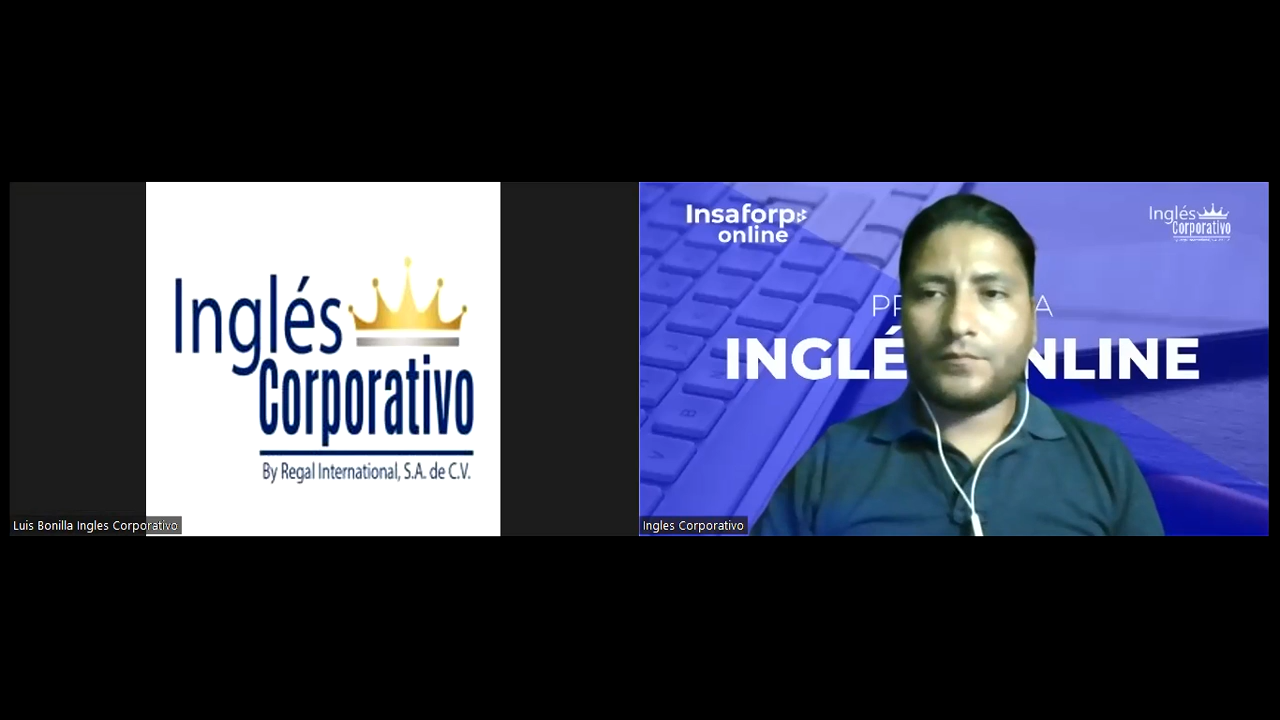 Inglés
Corporativo
By Regal International, S.A. de C.V.
Luis Bonilla Ingles Corporativo
Insaforp
online
Inglés
Corporativo
INGLÉ NLINE
Ingles Corporativo